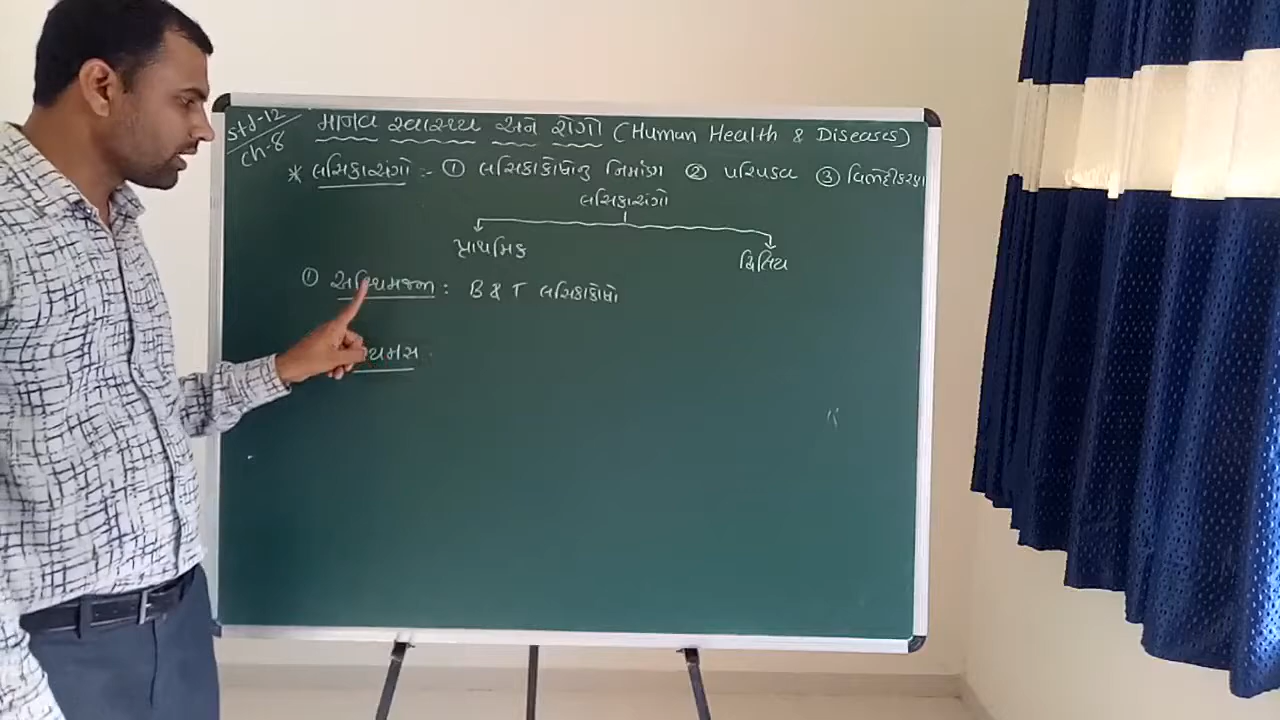 std-12
ch-8
માનવ સ્વાસ્થ્ય અને રોગો (Human Health & Diseases)
* લસિકાઅંગો :- ① લસિકાકોષોનુ નિર્માણ ② પરિપક્વ ③ વિભેદીકરણ
લસિકાઅંગો
પ્રાથમિક દ્વિતિય
① અસ્થિમજ્જા : B & T લસિકાકોષો